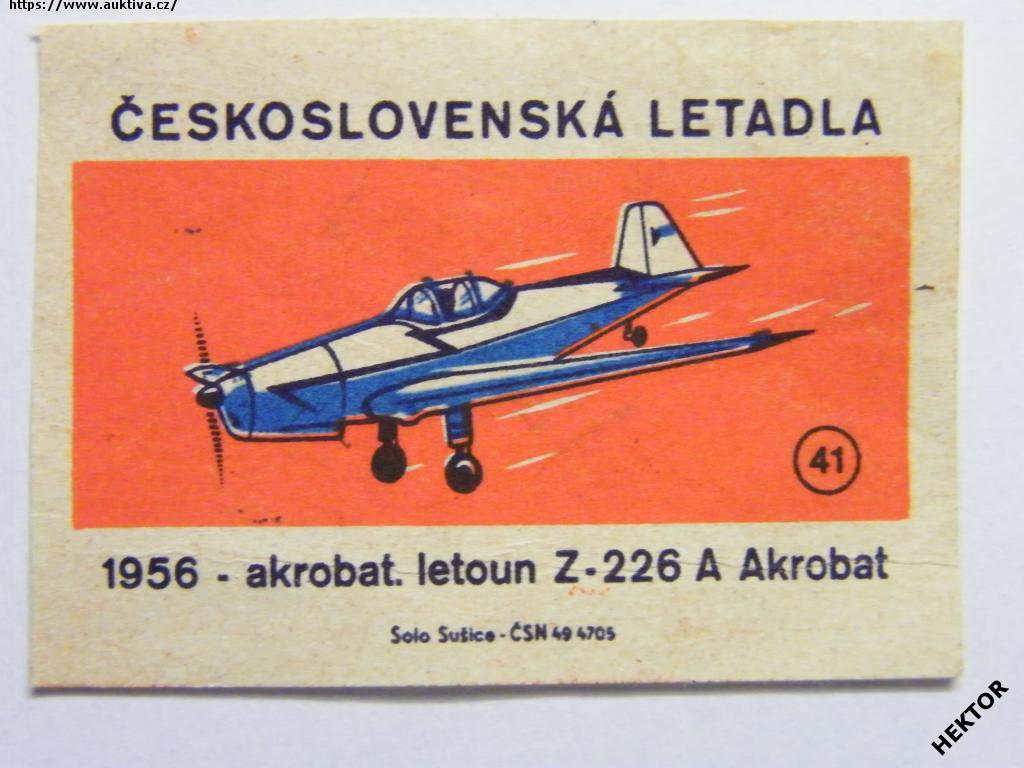 https://www.auktiva.cz/
ČESKOSLOVENSKÁ LETADLA
41
1956 - akrobat. letoun Z-226 A Akrobat
Solo Sušice - ČSN 49 4705
HEKTOR